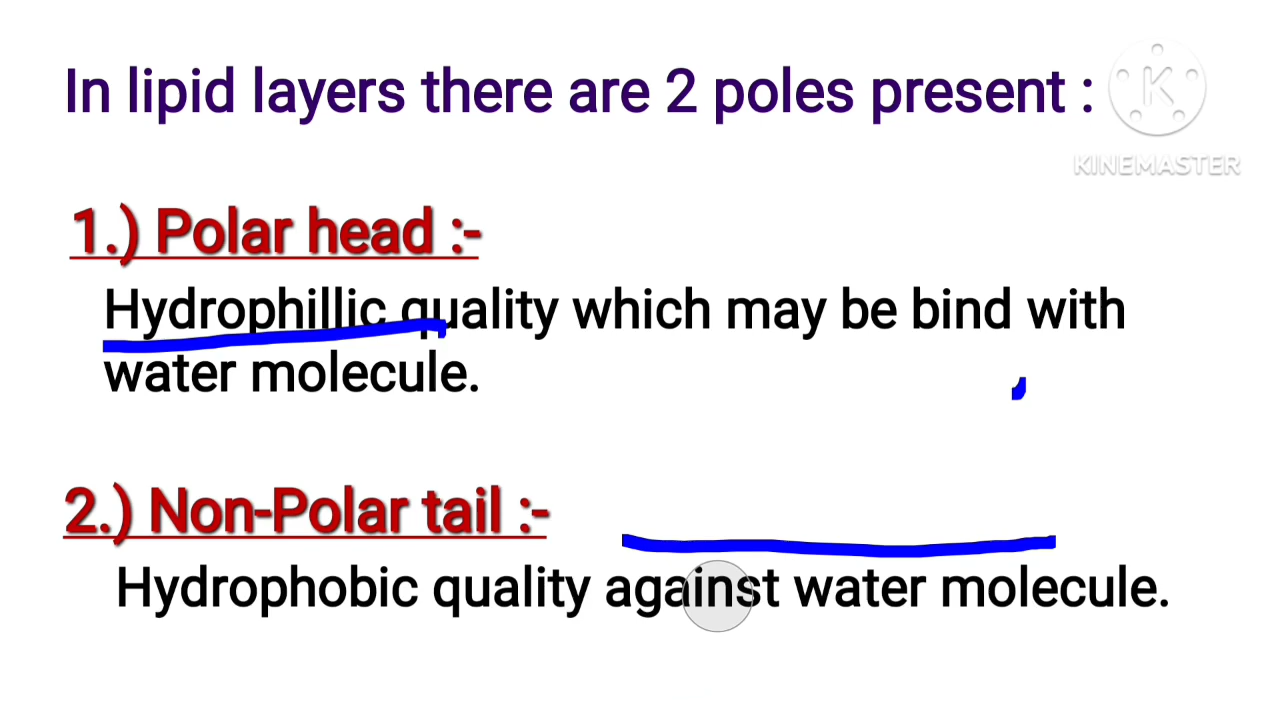 In lipid layers there are 2 poles present :
K
KINEMASTER
1.) Polar head :-
Hydrophillic quality which may be bind with
water molecule.
2.) Non-Polar tail :-
Hydrophobic quality against water molecule.